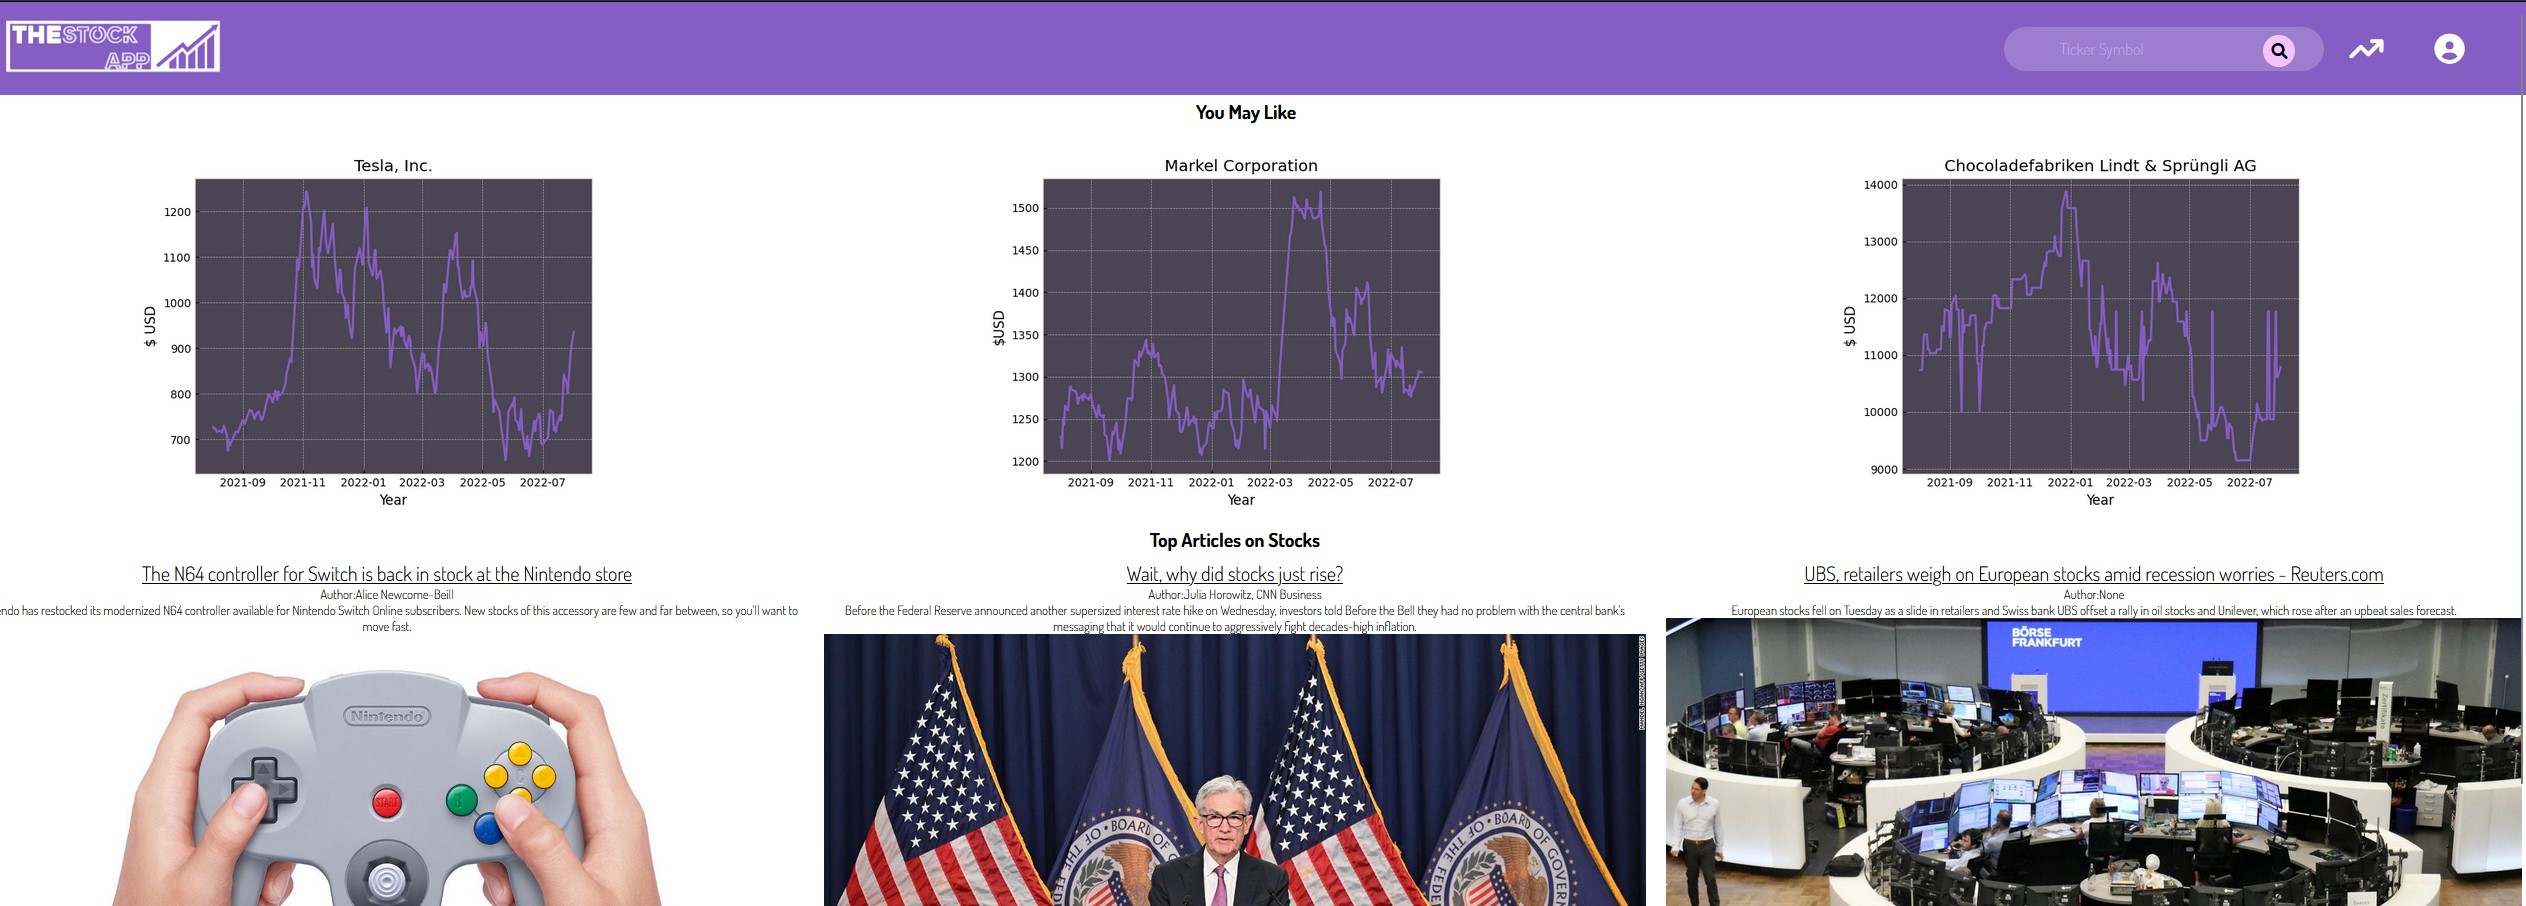 THESTOCK
APP
Ticker Symbol
You May Like
Tesla, Inc.
1200
1100
1000
900
800
700
$ USD
2021-09 2021-11 2022-01 2022-03 2022-05 2022-07
Year
Markel Corporation
1500
1450
1400
1350
1300
1250
1200
$USD
2021-09 2021-11 2022-01 2022-03 2022-05 2022-07
Year
Chocoladefabriken Lindt & Sprüngli AG
14000
13000
12000
11000
10000
9000
$ USD
2021-09 2021-11 2022-01 2022-03 2022-05 2022-07
Year
Top Articles on Stocks
The N64 controller for Switch is back in stock at the Nintendo store
Author:Alice Newcome-Beill
ndo has restocked its modernized N64 controller available for Nintendo Switch Online subscribers. New stocks of this accessory are few and far between, so you'll want to
move fast.
Nintendo
START
B
Wait, why did stocks just rise?
Author:Julia Horowitz, CNN Business
Before the Federal Reserve announced another supersized interest rate hike on Wednesday, investors told Before the Bell they had no problem with the central bank's
messaging that it would continue to aggressively fight decades-high inflation.
BOARD OF
THE
BOARD OF GOVERNOR
THE FEDE
UBS, retailers weigh on European stocks amid recession worries - Reuters.com
Author:None
European stocks fell on Tuesday as a slide in retailers and Swiss bank UBS offset a rally in oil stocks and Unilever, which rose after an upbeat sales forecast.
BÖRSE
FRANKFURT